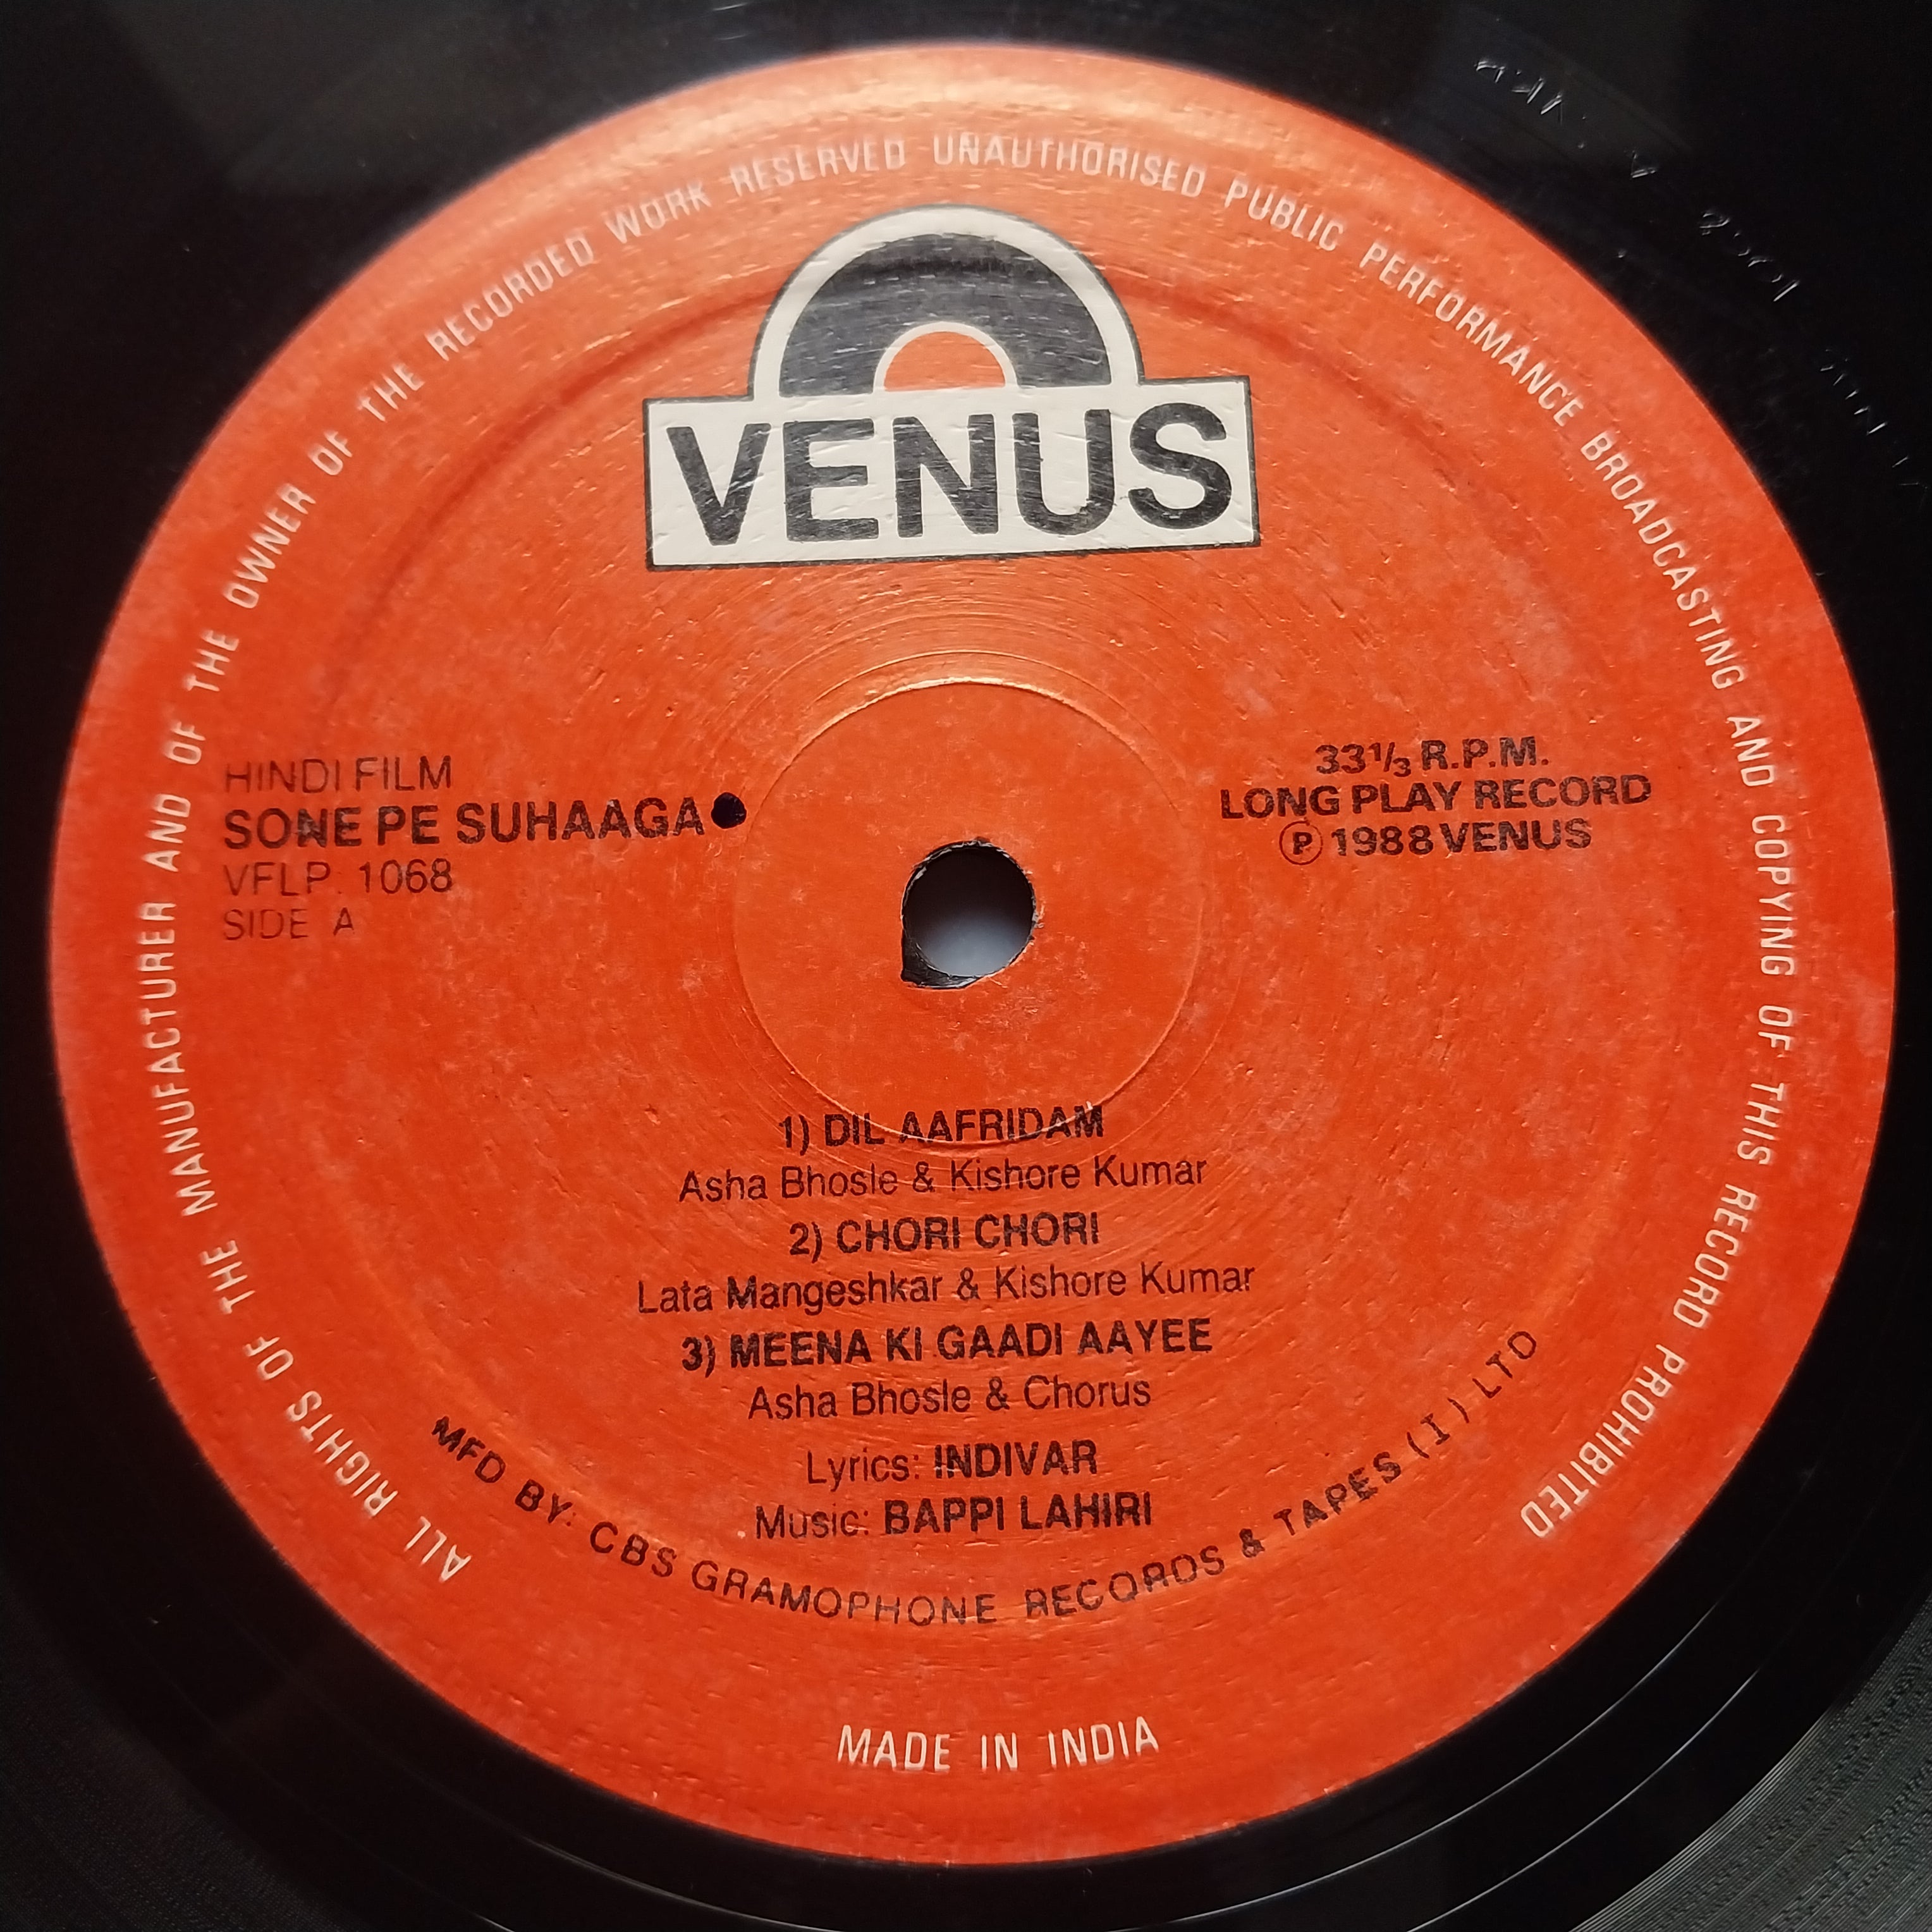 ALL RIGHTS OF THE MANUFACTURER AND OF THE OWNER OF THE RECORDED WORK RESERVED UNAUTHORISED PUBLIC PERFORMANCE BROADCASTING AND COPYING OF THIS RECORD PROHIBITED
VENUS
HINDI FILM
SONE PE SUHAAGA
VFLP. 1068
SIDE A
33 1/3 R.P.M.
LONG PLAY RECORD
Ⓟ 1988 VENUS
1) DIL AAFRIDAM
Asha Bhosle & Kishore Kumar
2) CHORI CHORI
Lata Mangeshkar & Kishore Kumar
3) MEENA KI GAADI AAYEE
Asha Bhosle & Chorus
Lyrics: INDIVAR
Music: BAPPI LAHIRI
MFD BY: CBS GRAMOPHONE RECORDS & TAPES (I) LTD
MADE IN INDIA